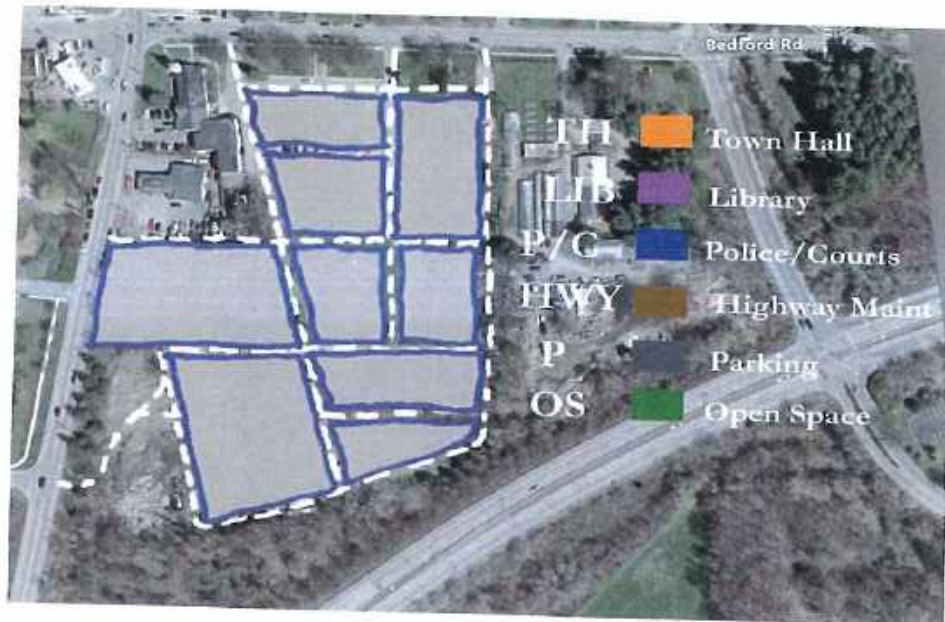 Bedford Rd
TH Town Hall
LIB Library
P/C Police/Courts
HWY Highway Maint
P Parking
OS Open Space